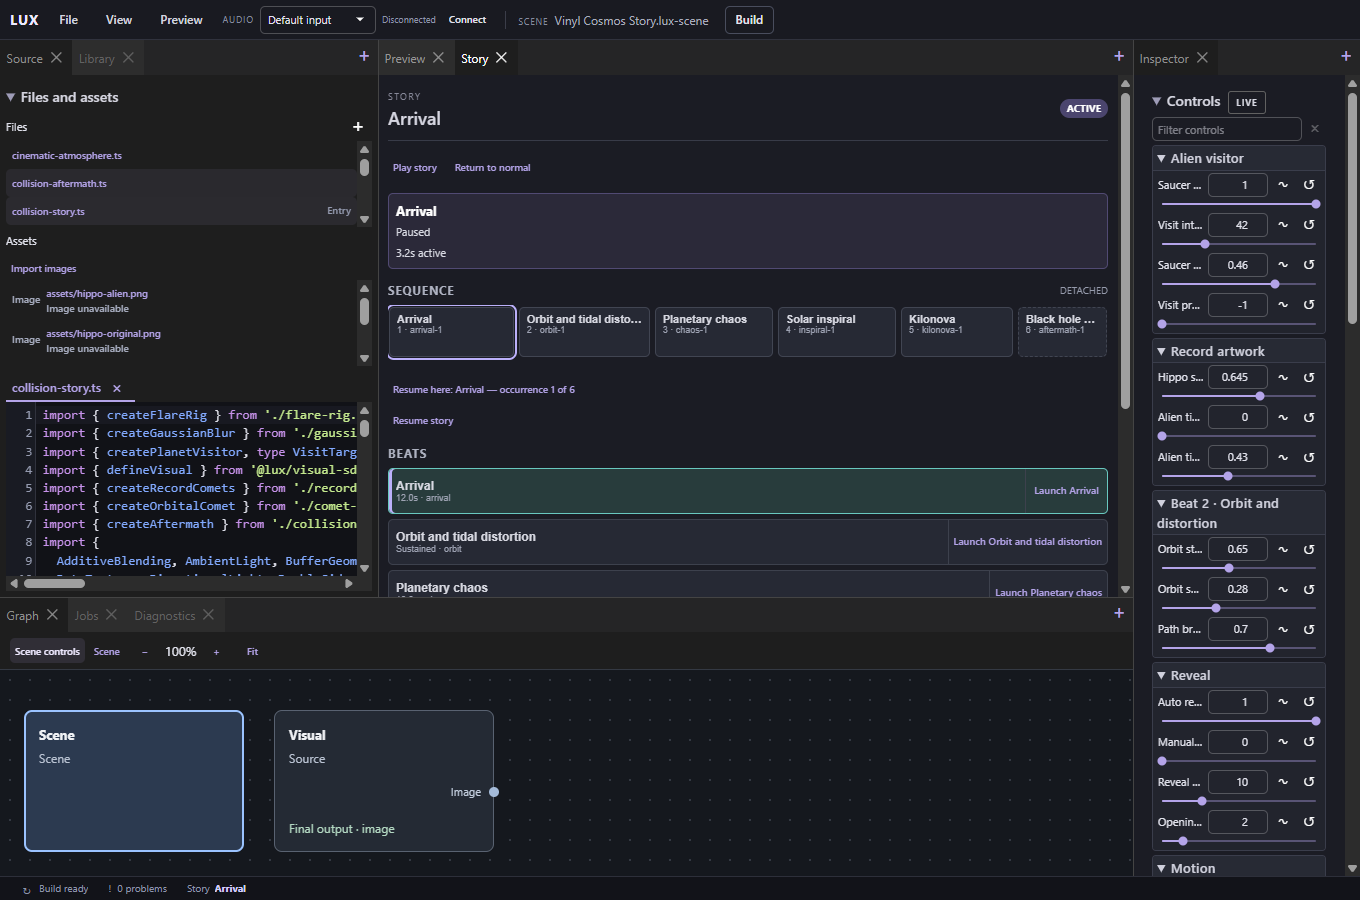 LUX File View Preview AUDIO Default input Disconnected Connect SCENE Vinyl Cosmos Story.lux-scene Build
Source Library
Files and assets
Files
cinematic-atmosphere.ts
collision-aftermath.ts
collision-story.ts Entry
Assets
Import images
Image assets/hippo-alien.png
Image unavailable
Image assets/hippo-original.png
Image unavailable
collision-story.ts
1 import { createFlareRig } from './flare-rig.
2 import { createGaussianBlur } from './gaussi
3 import { createPlanetVisitor, type VisitTarg
4 import { defineVisual } from '@lux/visual-sd
5 import { createRecordComets } from './record
6 import { createOrbitalComet } from './comet-
7 import { createAftermath } from './collision
8 import {
9 AdditiveBlending, AmbientLight, BufferGeom
Preview Story
STORY
Arrival
ACTIVE
Play story Return to normal
Arrival
Paused
3.2s active
SEQUENCE DETACHED
Arrival
1 · arrival-1
Orbit and tidal disto...
2 · orbit-1
Planetary chaos
3 · chaos-1
Solar inspiral
4 · inspiral-1
Kilonova
5 · kilonova-1
Black hole ...
6 · aftermath-1
Resume here: Arrival — occurrence 1 of 6
Resume story
BEATS
Arrival
12.0s · arrival
Launch Arrival
Orbit and tidal distortion
Sustained · orbit
Launch Orbit and tidal distortion
Planetary chaos
Launch Planetary chaos
Inspector
Controls LIVE
Filter controls
Alien visitor
Saucer ... 1
Visit int... 42
Saucer ... 0.46
Visit pr... -1
Record artwork
Hippo s... 0.645
Alien ti... 0
Alien ti... 0.43
Beat 2 · Orbit and
distortion
Orbit st... 0.65
Orbit s... 0.28
Path br... 0.7
Reveal
Auto re... 1
Manual... 0
Reveal ... 10
Openin... 2
Motion
Graph Jobs Diagnostics
Scene controls Scene − 100% + Fit
Scene
Scene
Visual
Source
Image
Final output · image
Build ready ! 0 problems Story Arrival